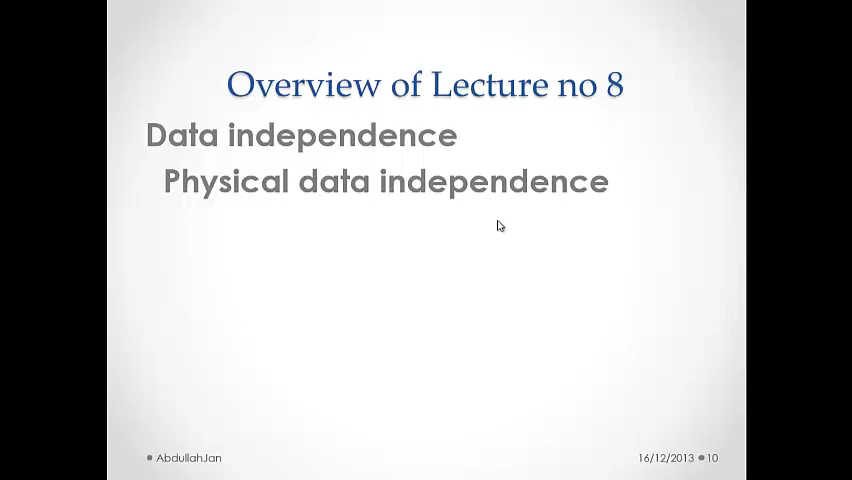 Overview of Lecture no 8
Data independence
Physical data independence
AbdullahJan
16/12/2013
10